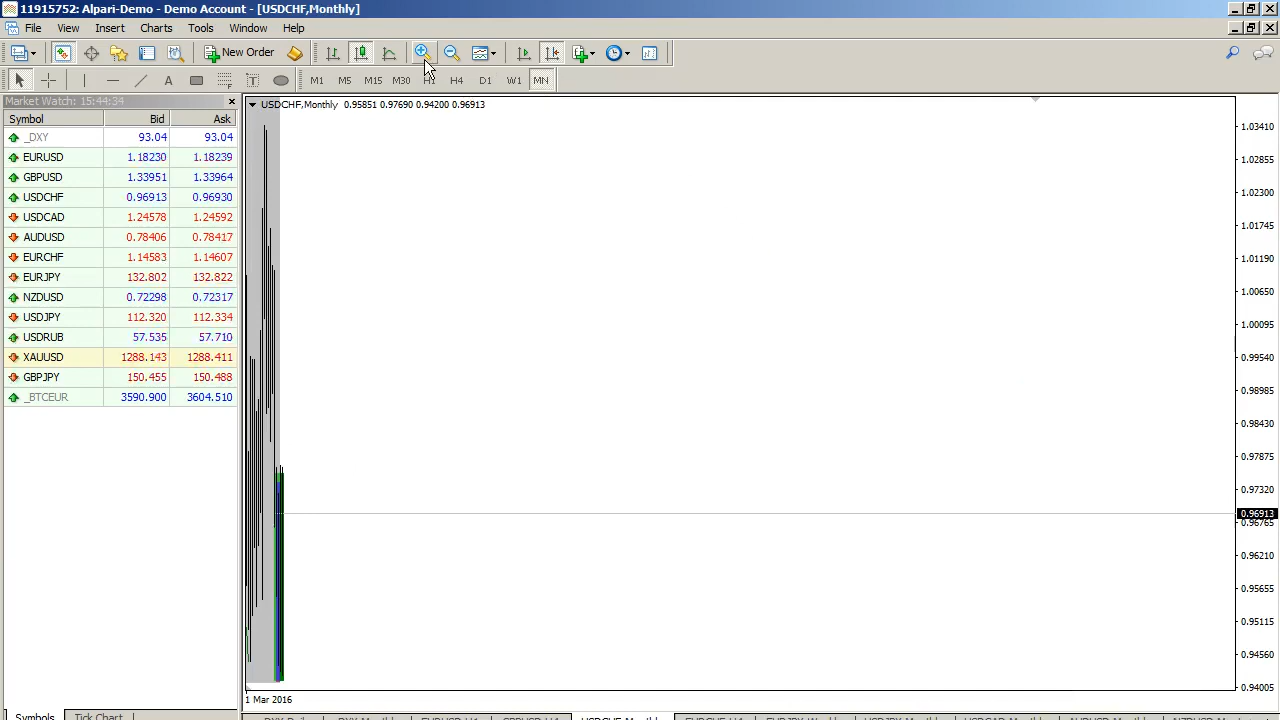 11915752: Alpari-Demo - Demo Account - [USDCHF,Monthly]
File View Insert Charts Tools Window Help
New Order
M1 M5 M15 M30 H1 H4 D1 W1 MN
Market Watch: 15:44:34
USDCHF,Monthly 0.95851 0.97690 0.94200 0.96913
Symbol Bid Ask
_DXY 93.04 93.04
EURUSD 1.18230 1.18239
GBPUSD 1.33951 1.33964
USDCHF 0.96913 0.96930
USDCAD 1.24578 1.24592
AUDUSD 0.78406 0.78417
EURCHF 1.14583 1.14607
EURJPY 132.802 132.822
NZDUSD 0.72298 0.72317
USDJPY 112.320 112.334
USDRUB 57.535 57.710
XAUUSD 1288.143 1288.411
GBPJPY 150.455 150.488
_BTCEUR 3590.900 3604.510
1.03410
1.02855
1.02300
1.01745
1.01190
1.00650
1.00095
0.99540
0.98985
0.98430
0.97875
0.97320
0.96913
0.96765
0.96210
0.95655
0.95115
0.94560
0.94005
1 Mar 2016
Symbols Tick Chart